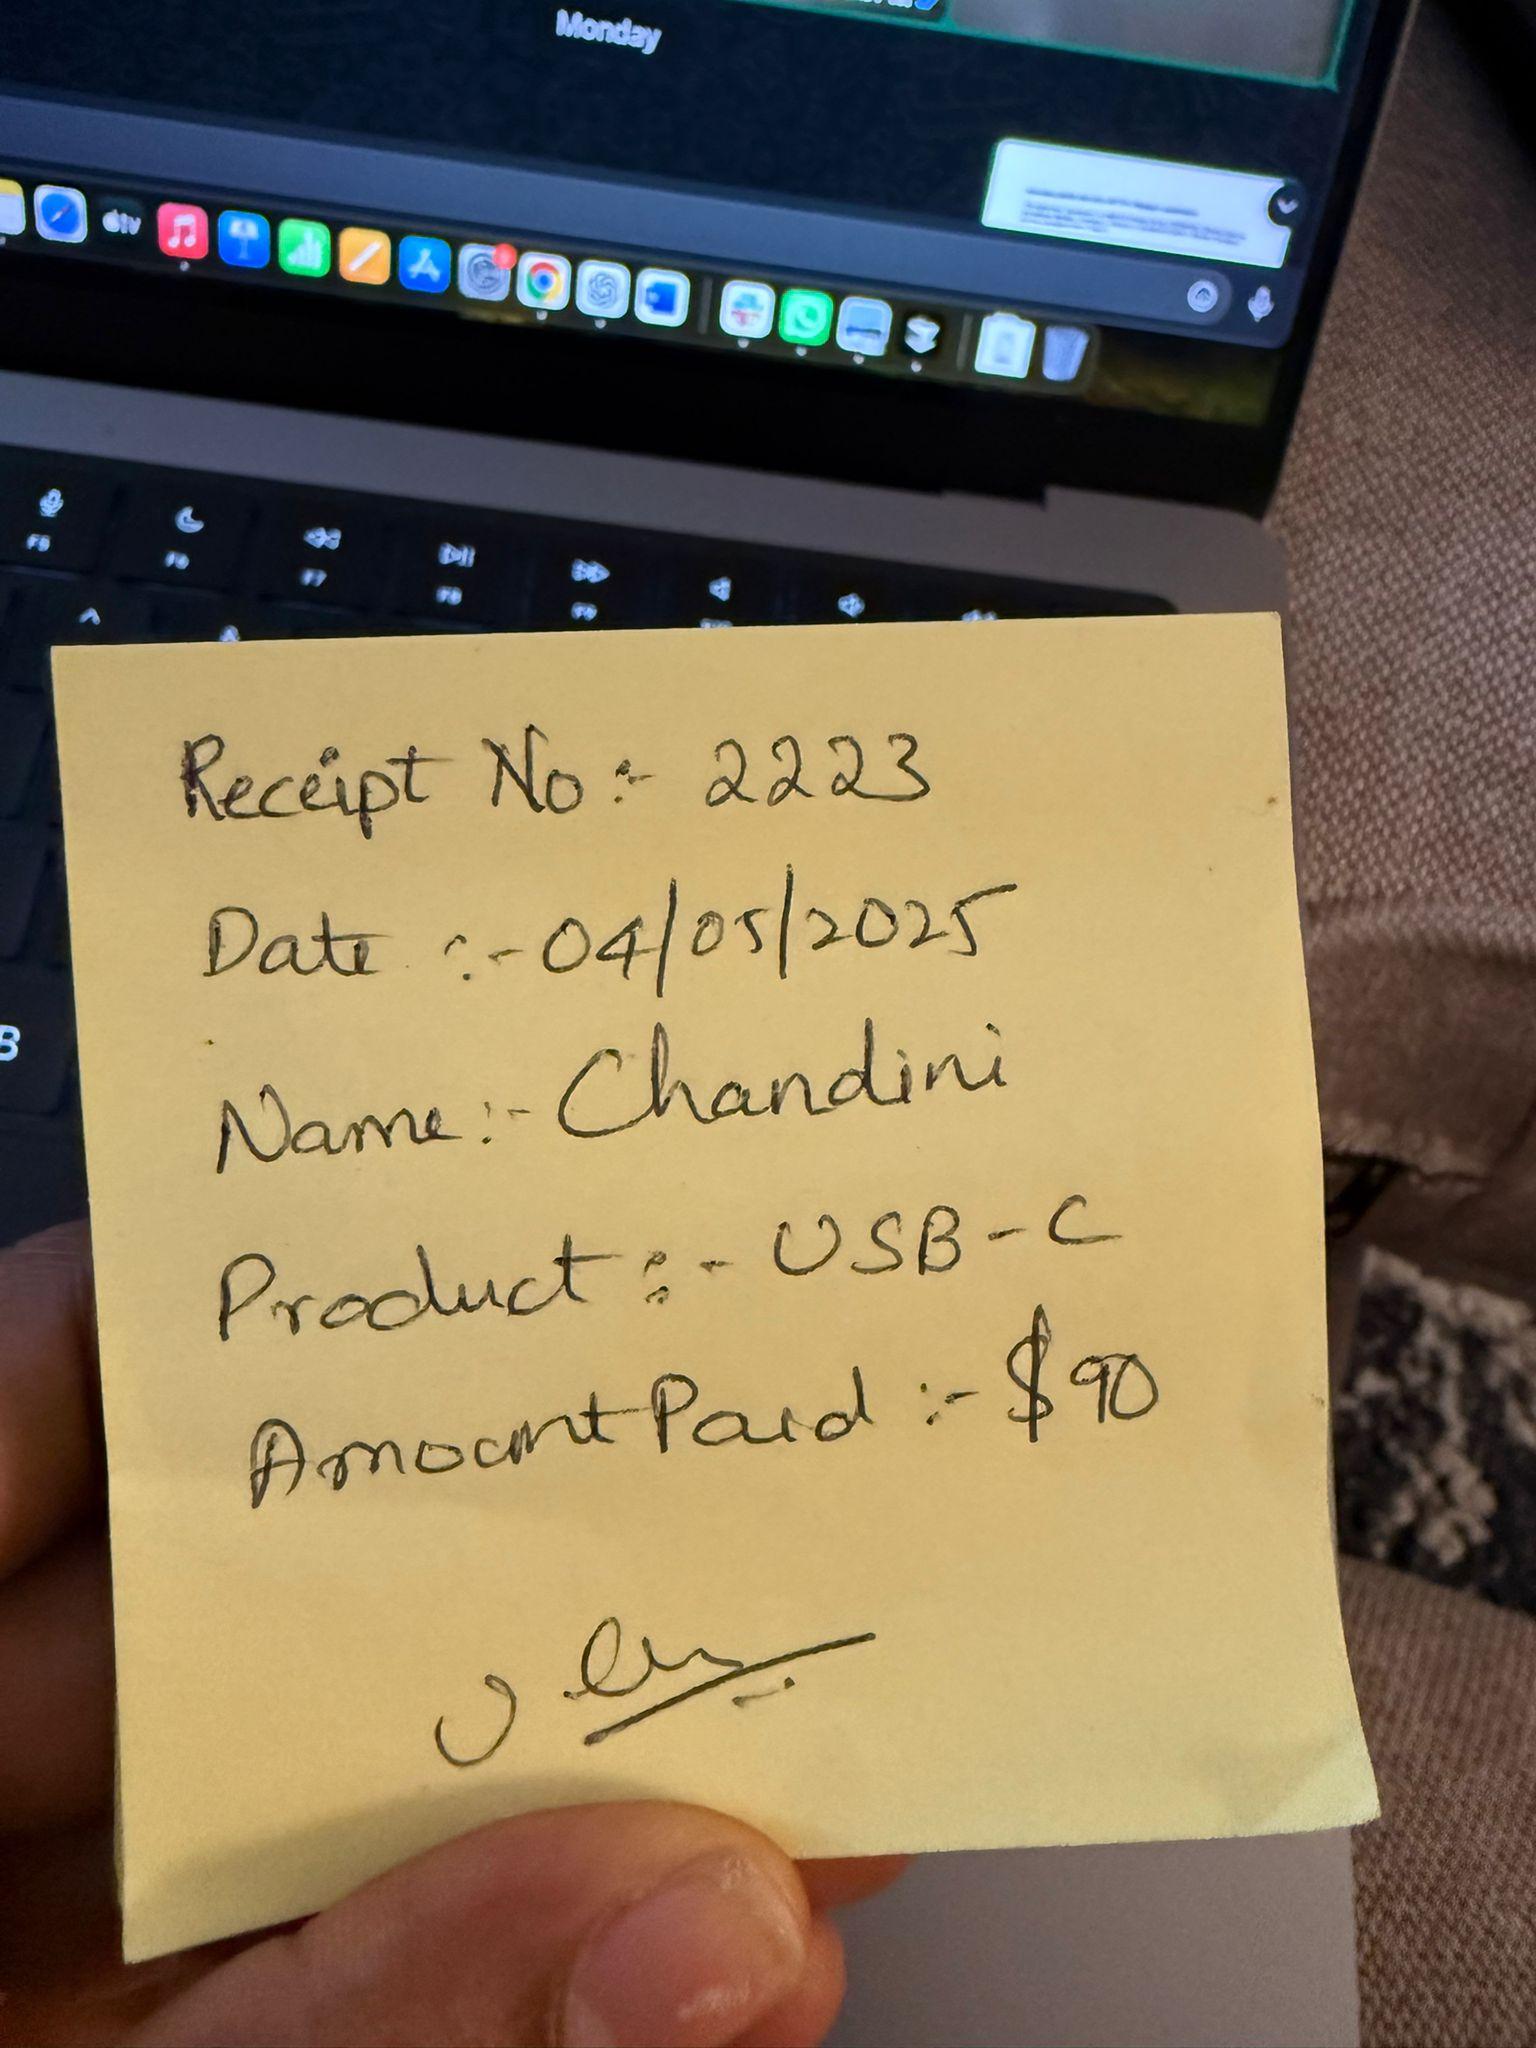 Monday
tv
F5
F6
F7
F8
F9
B
Receipt No :- 2223
Date :- 04/05/2025
Name :- Chandini
Product :- USB-C
Amount Paid :- $90